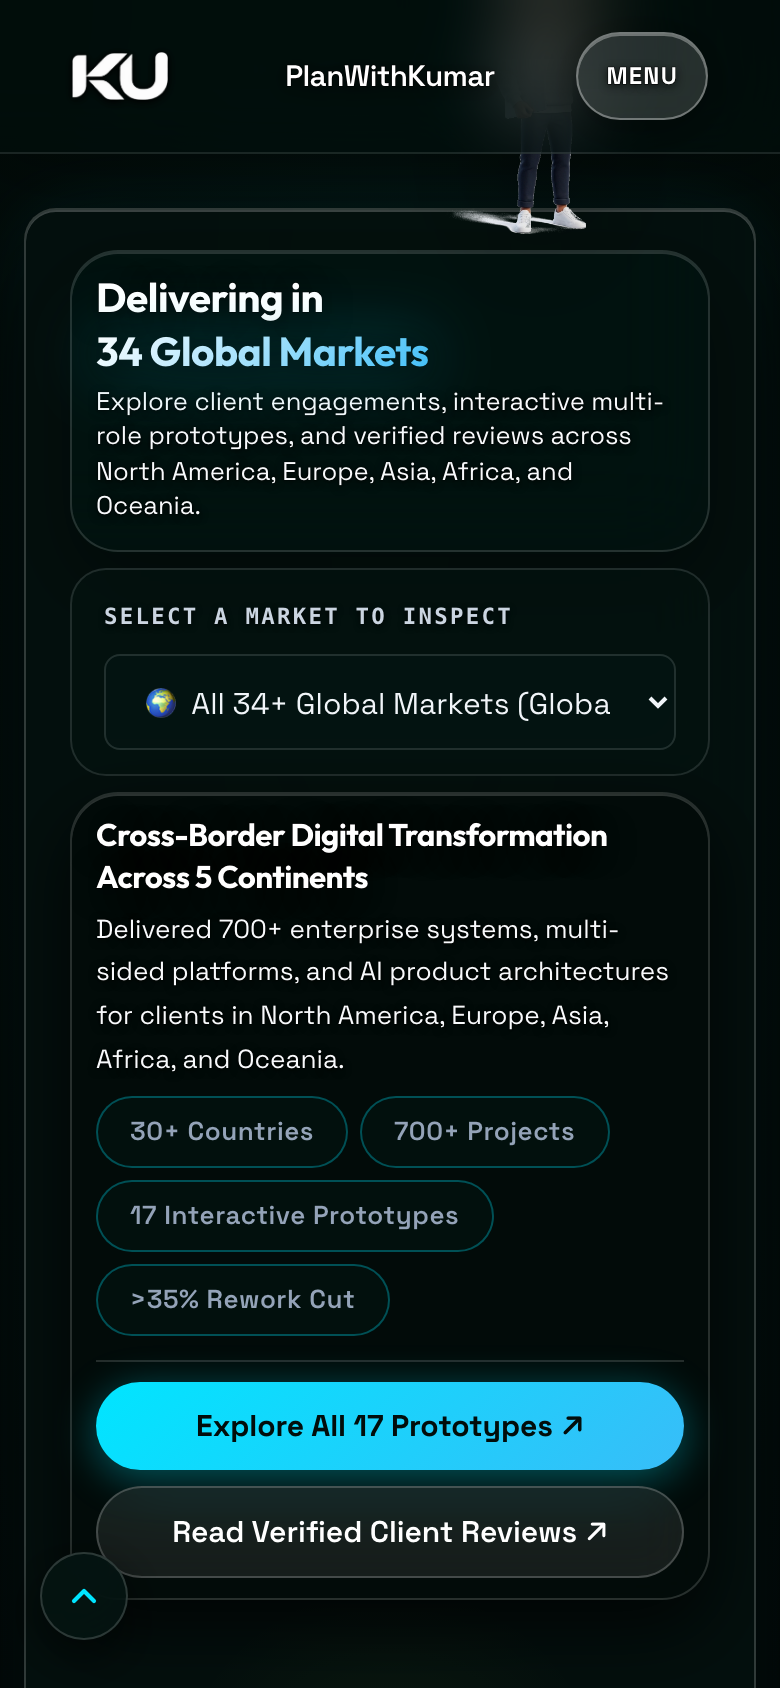 KU
PlanWithKumar
MENU
Delivering in
34 Global Markets
Explore client engagements, interactive multi-
role prototypes, and verified reviews across
North America, Europe, Asia, Africa, and
Oceania.
SELECT A MARKET TO INSPECT
All 34+ Global Markets (Globa
Cross-Border Digital Transformation
Across 5 Continents
Delivered 700+ enterprise systems, multi-
sided platforms, and AI product architectures
for clients in North America, Europe, Asia,
Africa, and Oceania.
30+ Countries
700+ Projects
17 Interactive Prototypes
>35% Rework Cut
Explore All 17 Prototypes ↗
Read Verified Client Reviews ↗